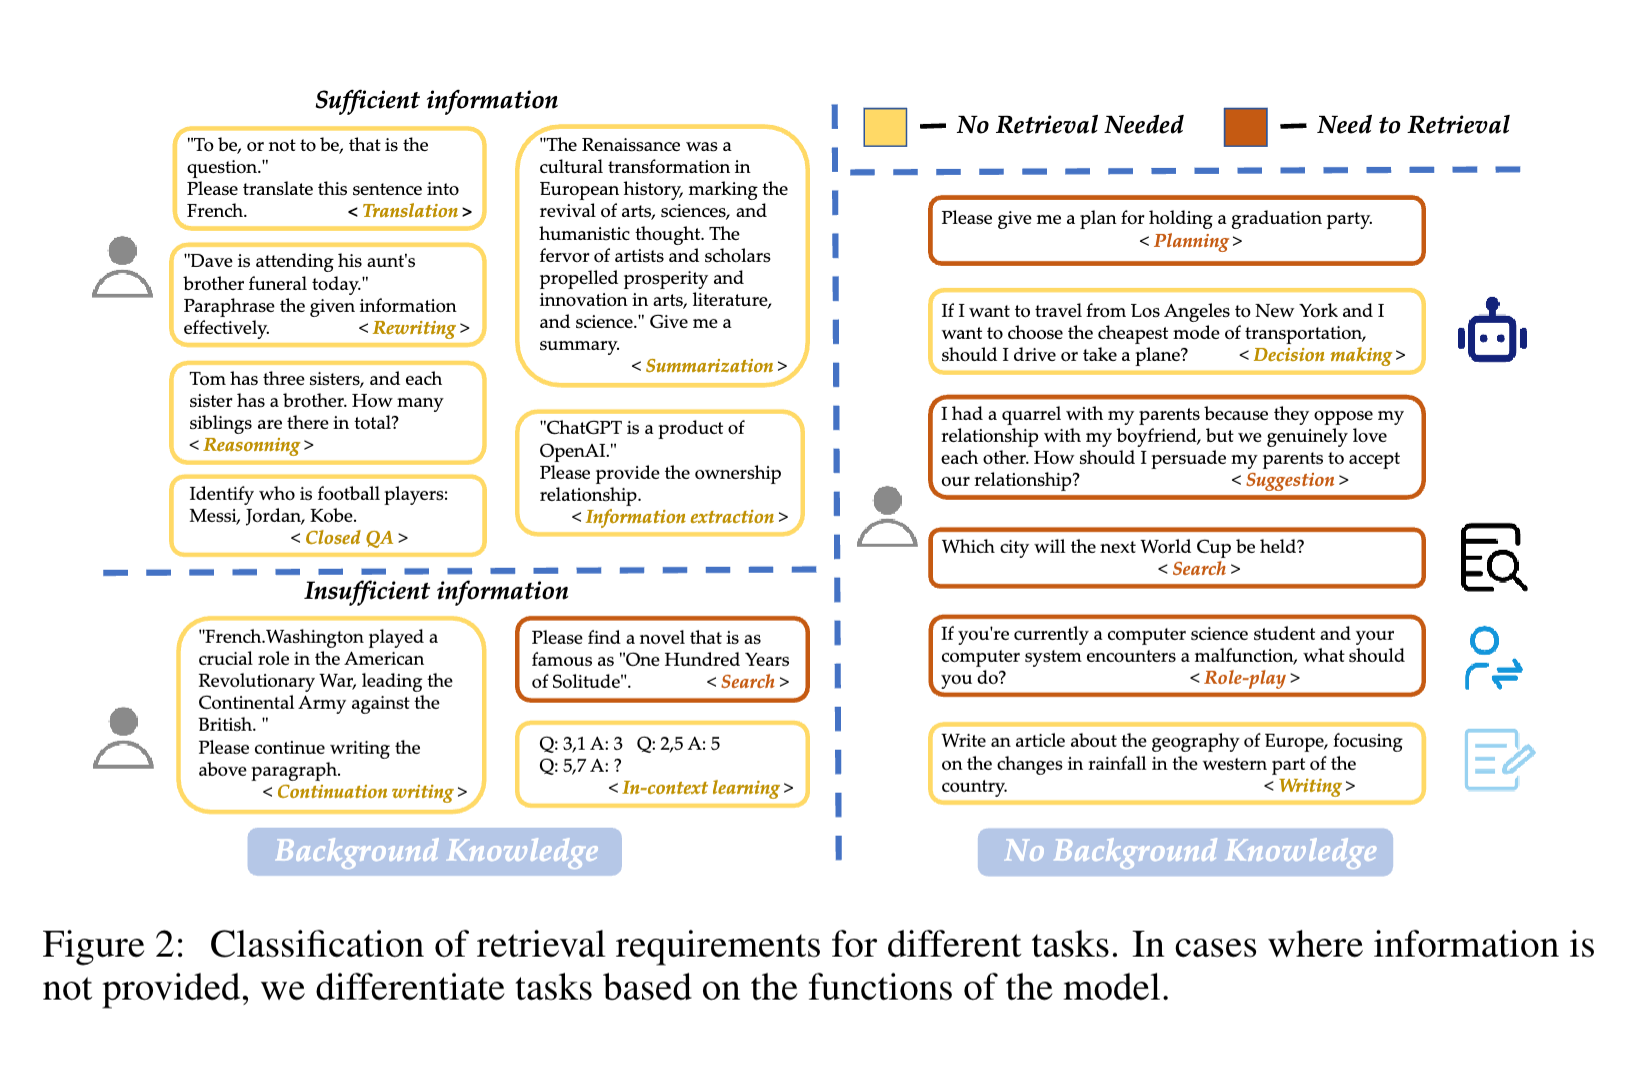 Sufficient information
"To be, or not to be, that is the
question."
Please translate this sentence into
French. < Translation >
"Dave is attending his aunt's
brother funeral today."
Paraphrase the given information
effectively. < Rewriting >
Tom has three sisters, and each
sister has a brother. How many
siblings are there in total?
< Reasonning >
Identify who is football players:
Messi, Jordan, Kobe.
< Closed QA >
"The Renaissance was a
cultural transformation in
European history, marking the
revival of arts, sciences, and
humanistic thought. The
fervor of artists and scholars
propelled prosperity and
innovation in arts, literature,
and science." Give me a
summary.
< Summarization >
"ChatGPT is a product of
OpenAI."
Please provide the ownership
relationship.
< Information extraction >
Insufficient information
"French.Washington played a
crucial role in the American
Revolutionary War, leading the
Continental Army against the
British. "
Please continue writing the
above paragraph.
< Continuation writing >
Please find a novel that is as
famous as "One Hundred Years
of Solitude". < Search >
Q: 3,1 A: 3 Q: 2,5 A: 5
Q: 5,7 A: ?
< In-context learning >
Background Knowledge
No Retrieval Needed
Need to Retrieval
Please give me a plan for holding a graduation party.
< Planning >
If I want to travel from Los Angeles to New York and I
want to choose the cheapest mode of transportation,
should I drive or take a plane? < Decision making >
I had a quarrel with my parents because they oppose my
relationship with my boyfriend, but we genuinely love
each other. How should I persuade my parents to accept
our relationship? < Suggestion >
Which city will the next World Cup be held?
< Search >
If you're currently a computer science student and your
computer system encounters a malfunction, what should
you do? < Role-play >
Write an article about the geography of Europe, focusing
on the changes in rainfall in the western part of the
country. < Writing >
No Background Knowledge
Figure 2: Classification of retrieval requirements for different tasks. In cases where information is
not provided, we differentiate tasks based on the functions of the model.